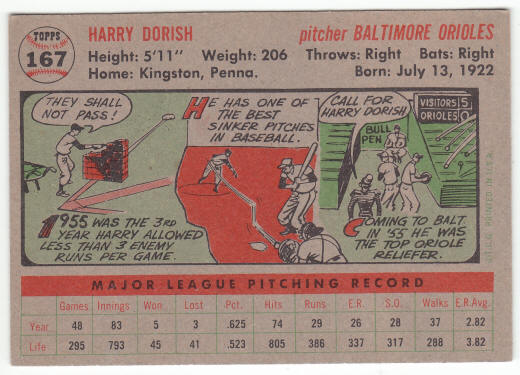 TOPPS
167
HARRY DORISH
pitcher BALTIMORE ORIOLES
Height: 5'11" Weight: 206 Throws: Right Bats: Right
Home: Kingston, Penna. Born: July 13, 1922
THEY SHALL
NOT PASS!
1955 WAS THE 3RD
YEAR HARRY ALLOWED
LESS THAN 3 ENEMY
RUNS PER GAME.
HE HAS ONE OF
THE BEST
SINKER PITCHES
IN BASEBALL.
CALL FOR
HARRY DORISH
VISITORS 5
ORIOLES 0
BULL
PEN
COMING TO BALT.
IN '55 HE WAS
THE TOP ORIOLE
RELIEFER.
PRINTED IN U.S.A.
MAJOR LEAGUE PITCHING RECORD
Games Innings Won Lost Pct. Hits Runs E.R. S.O. Walks E.R.Avg.
Year 48 83 5 3 .625 74 29 26 28 37 2.82
Life 295 793 45 41 .523 805 386 337 314 288 3.82